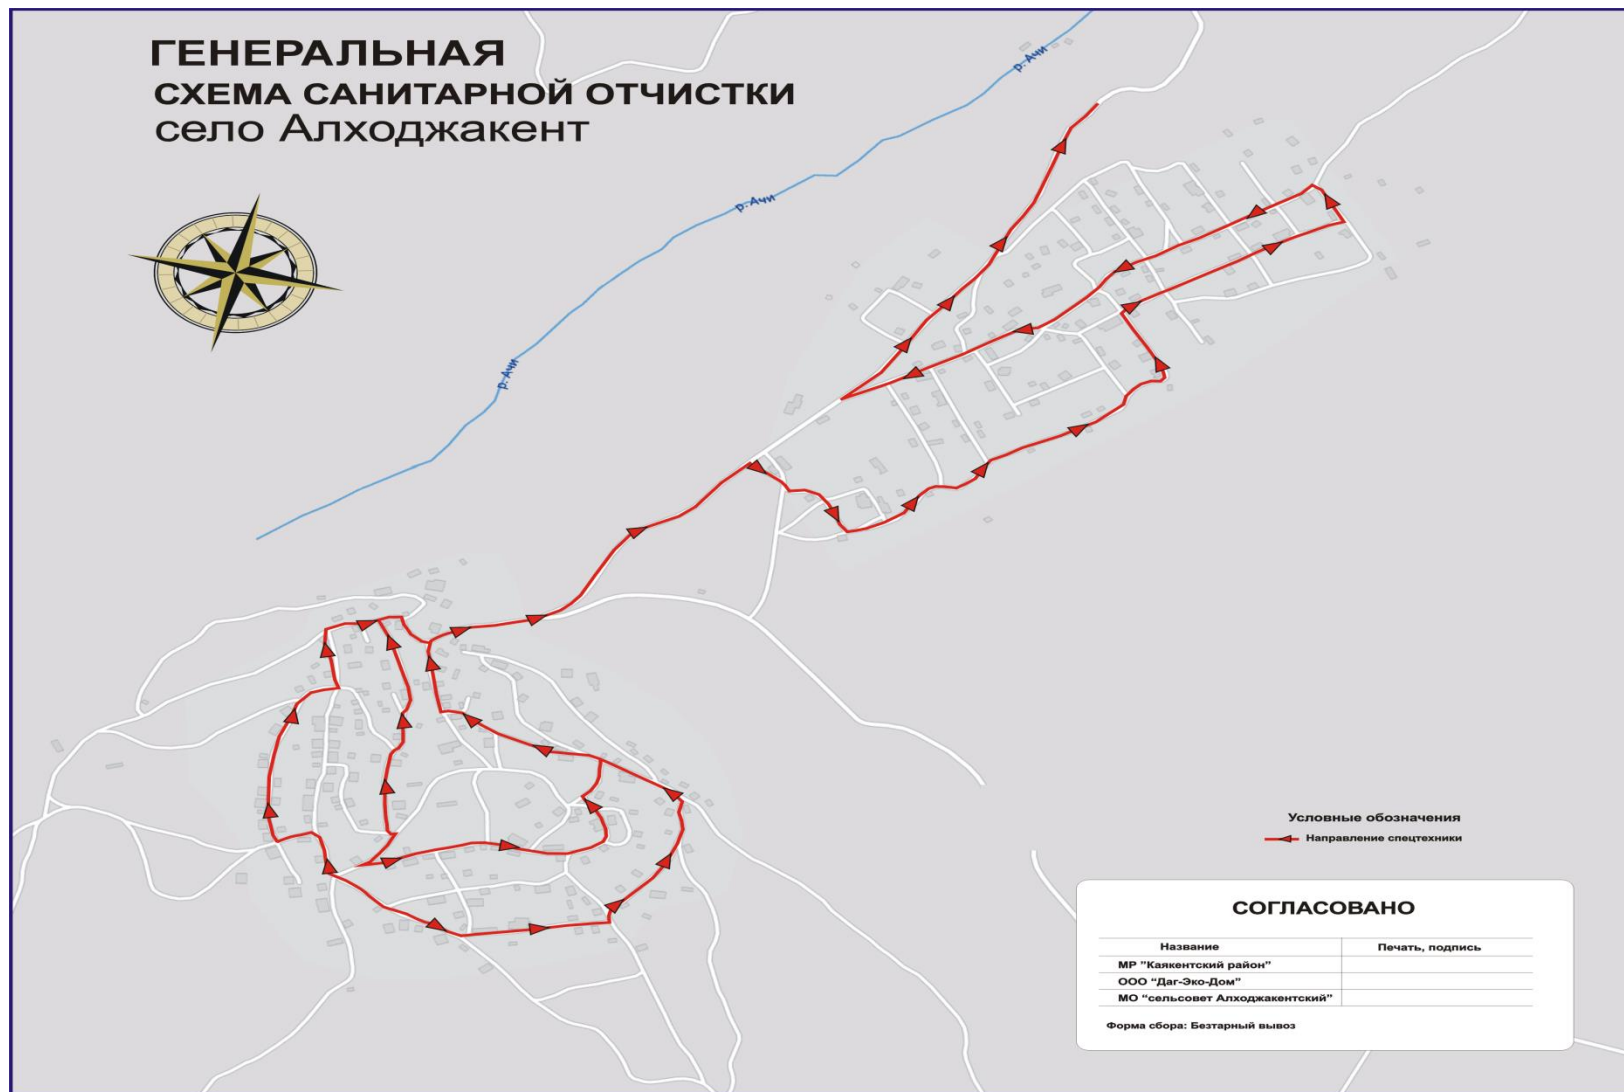 ГЕНЕРАЛЬНАЯ
СХЕМА САНИТАРНОЙ ОТЧИСТКИ
село Алходжакент
р. Ачи
р. Ачи
р. Ачи
Условные обозначения
Направление спецтехники
СОГЛАСОВАНО
Название Печать, подпись
МР "Каякентский район"
ООО "Даг-Эко-Дом"
МО "сельсовет Алходжакентский"
Форма сбора: Безтарный вывоз